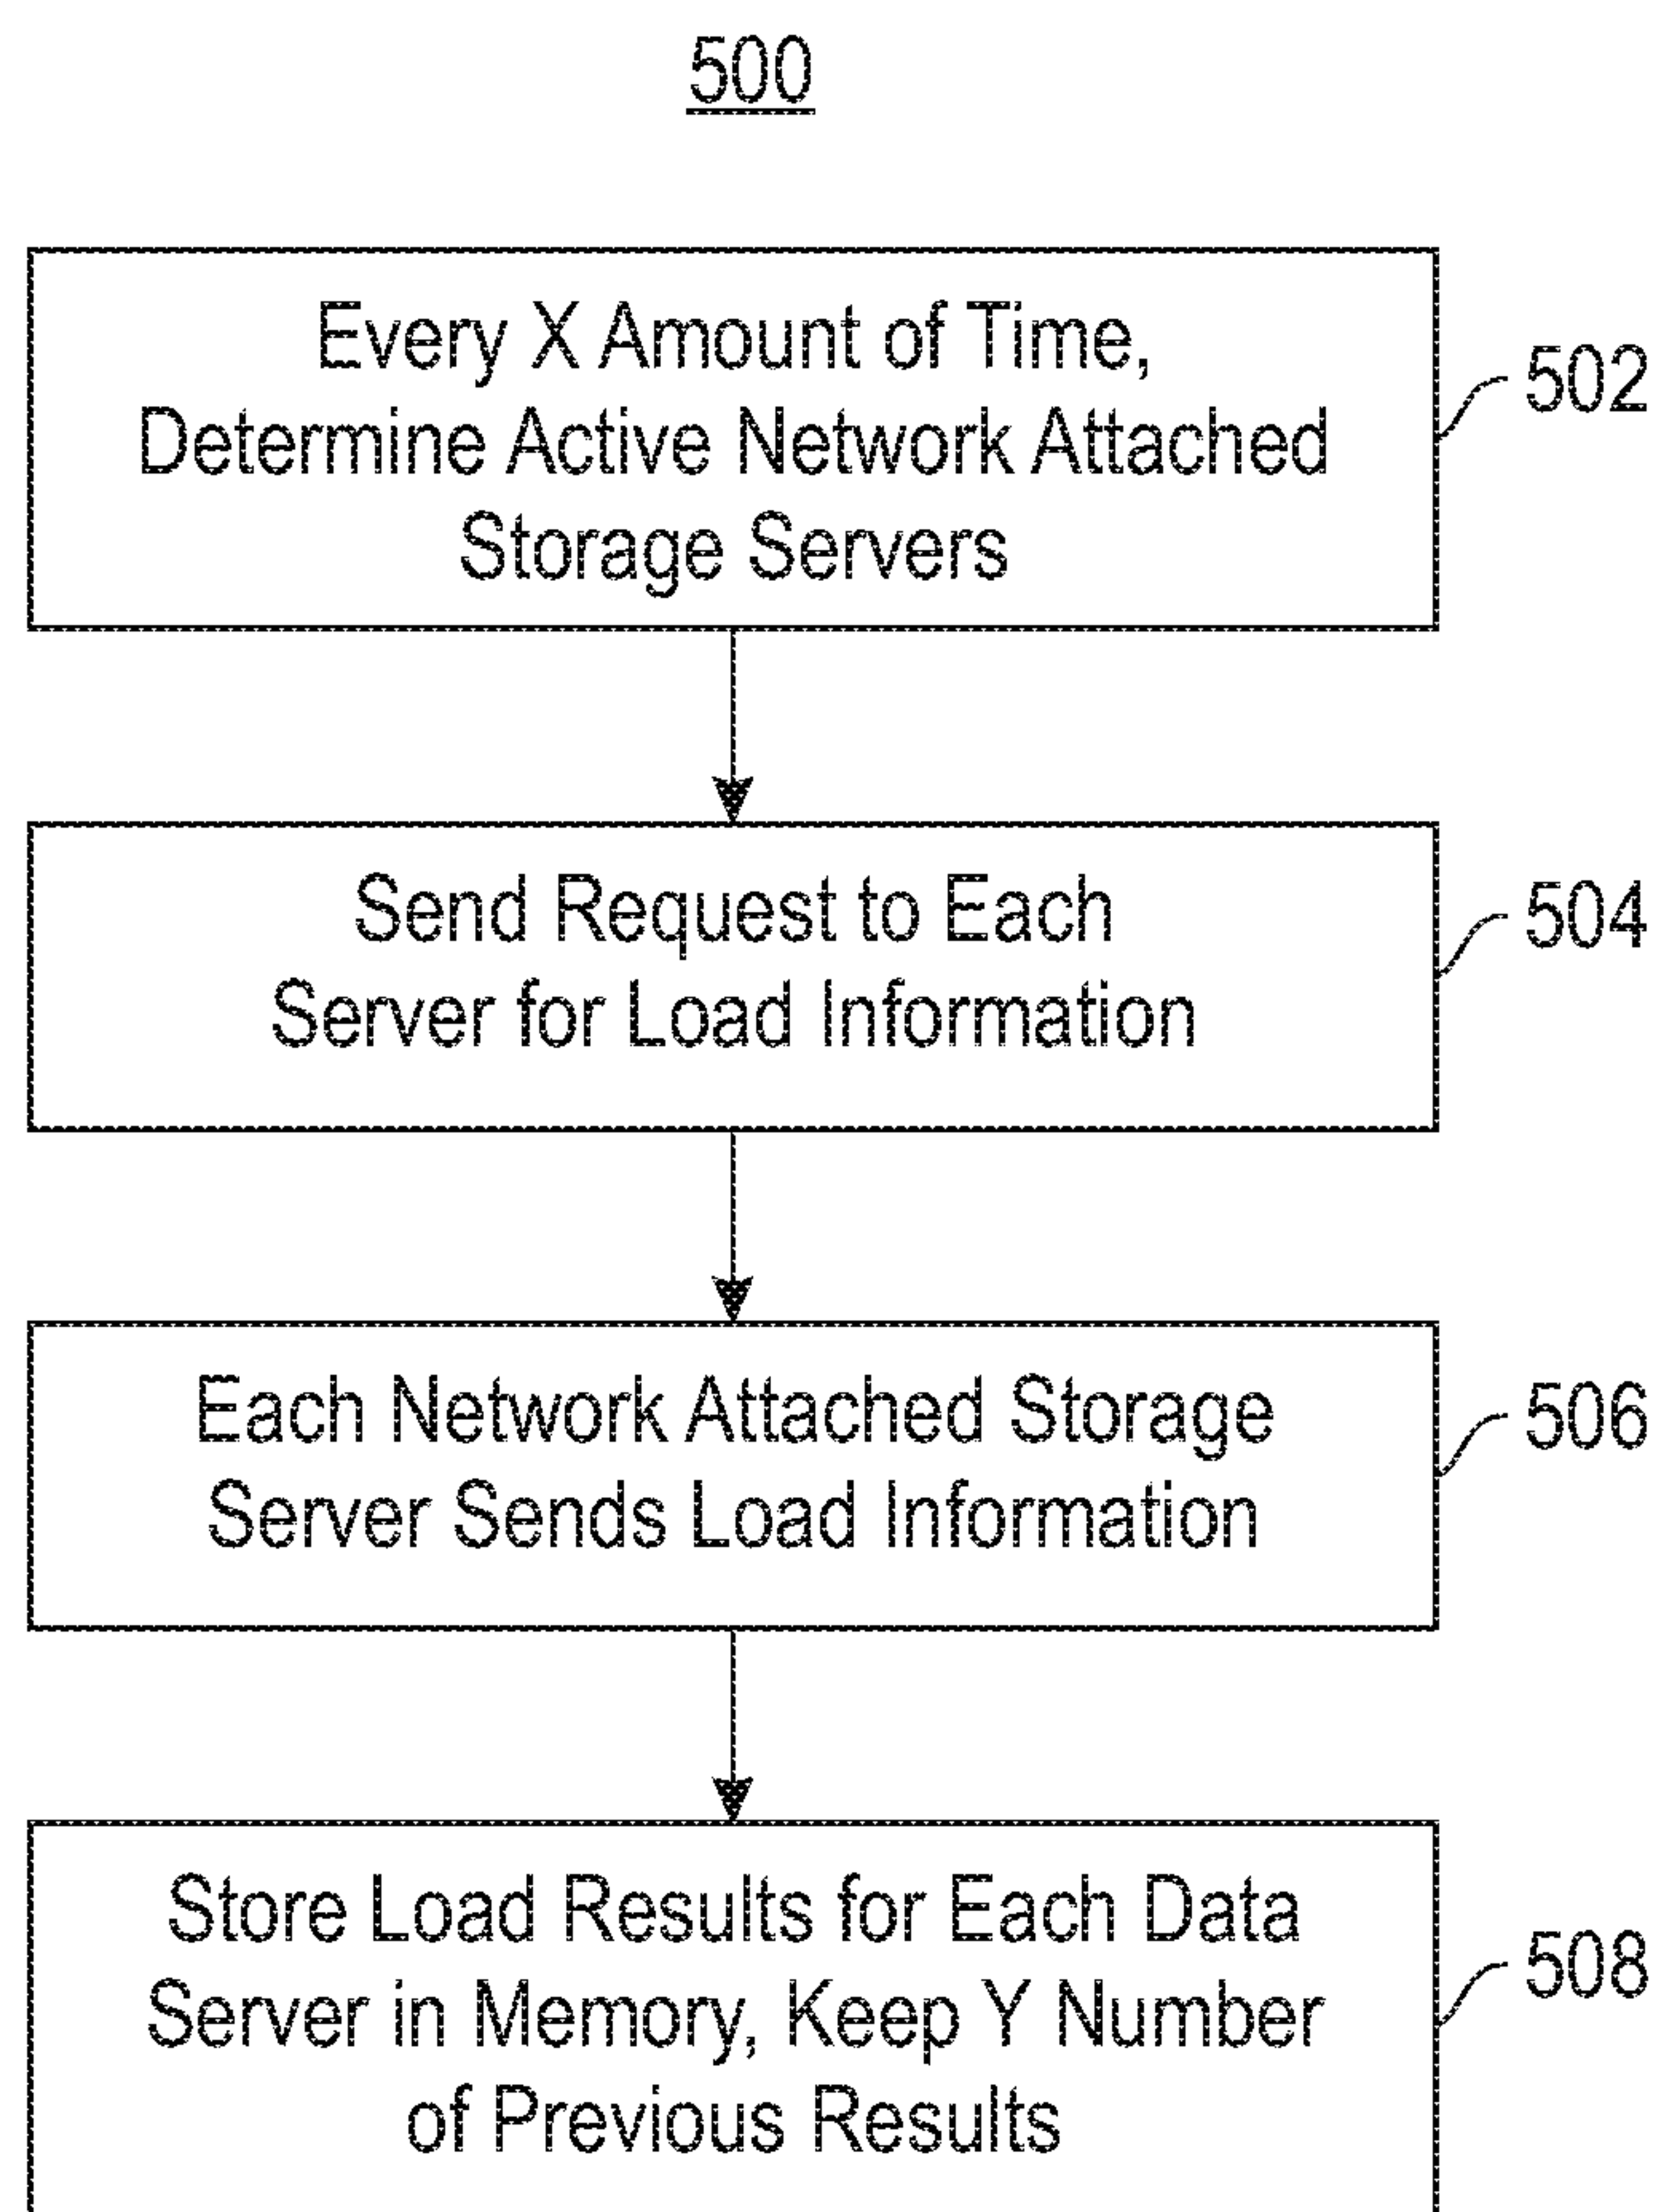 500
Every X Amount of Time,
Determine Active Network Attached
Storage Servers
502
Send Request to Each
Server for Load Information
504
Each Network Attached Storage
Server Sends Load Information
506
Store Load Results for Each Data
Server in Memory, Keep Y Number
of Previous Results
508